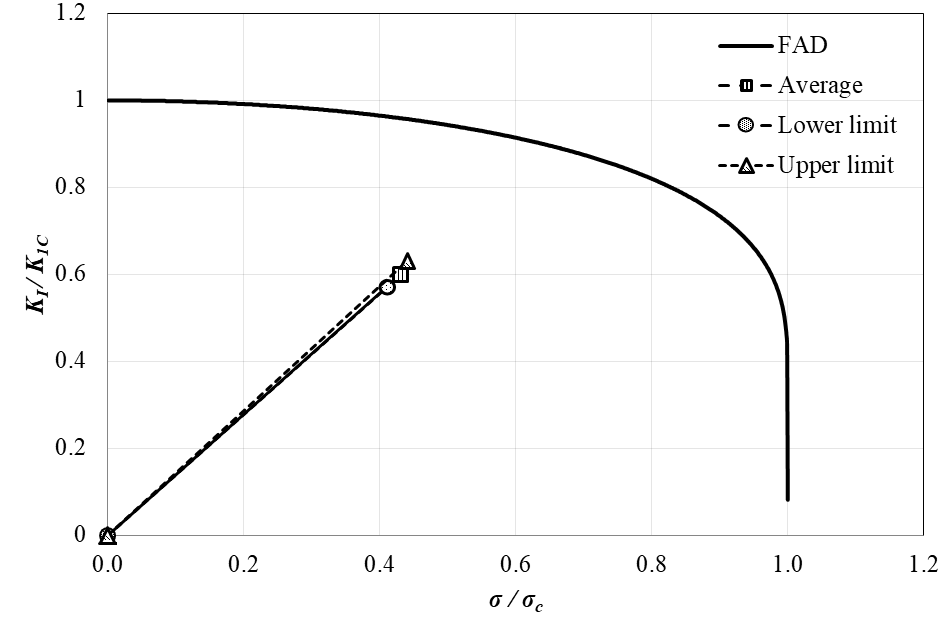 1.2
1
0.8
0.6
0.4
0.2
0
K_I / K_1C
FAD
Average
Lower limit
Upper limit
0.0 0.2 0.4 0.6 0.8 1.0 1.2
σ / σ_c